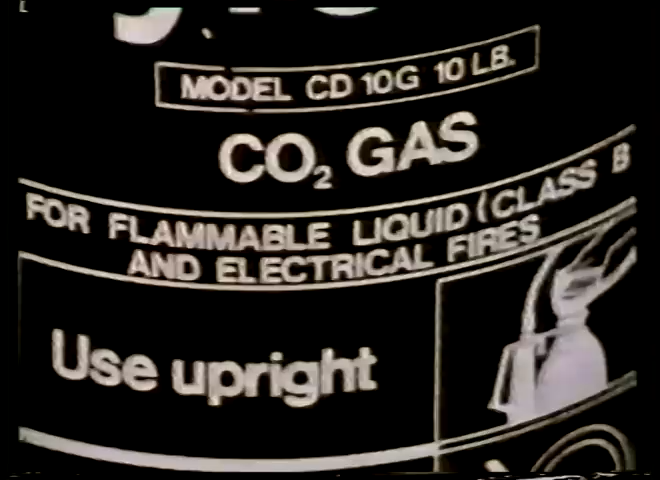 MODEL CD 10G 10 LB.
CO₂ GAS
FOR FLAMMABLE LIQUID (CLASS B
AND ELECTRICAL FIRES
Use upright